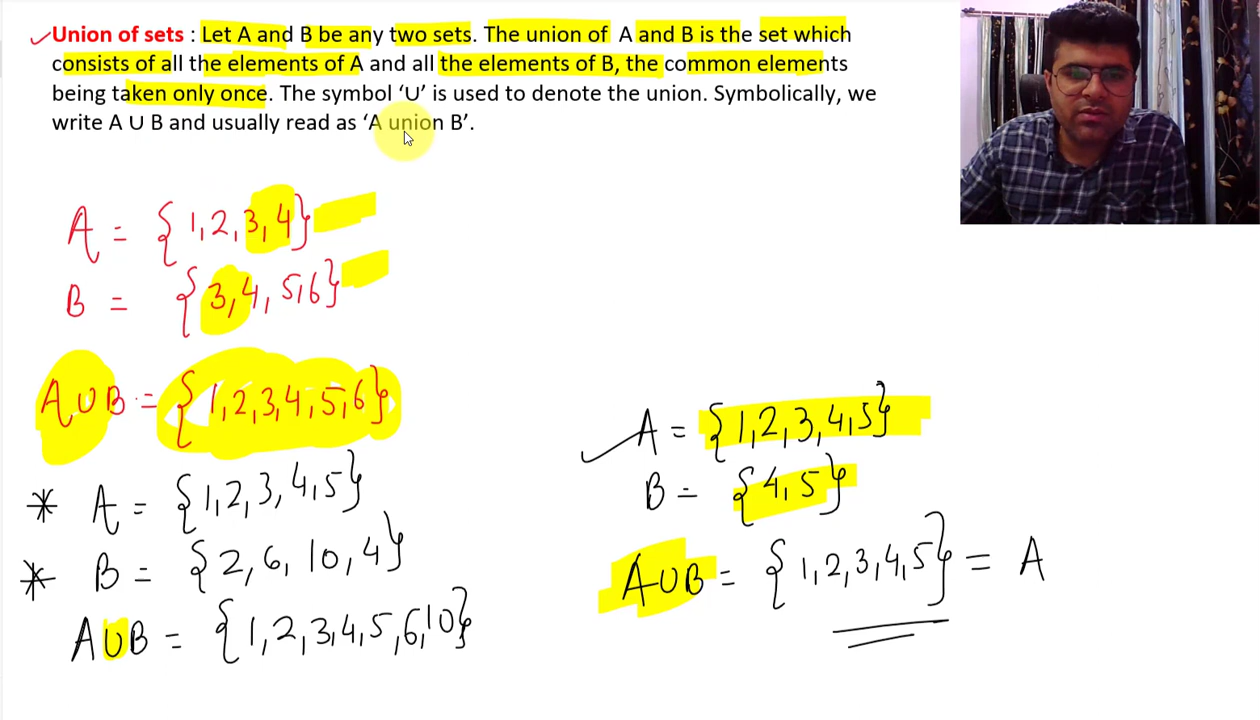 Union of sets : Let A and B be any two sets. The union of A and B is the set which
consists of all the elements of A and all the elements of B, the common elements
being taken only once. The symbol ‘∪’ is used to denote the union. Symbolically, we
write A ∪ B and usually read as ‘A union B’.
A = {1,2,3,4}
B = {3,4,5,6}
A∪B = {1,2,3,4,5,6}
* A = {1,2,3,4,5}
* B = {2,6,10,4}
A∪B = {1,2,3,4,5,6,10}
A = {1,2,3,4,5}
B = {4,5}
A∪B = {1,2,3,4,5} = A